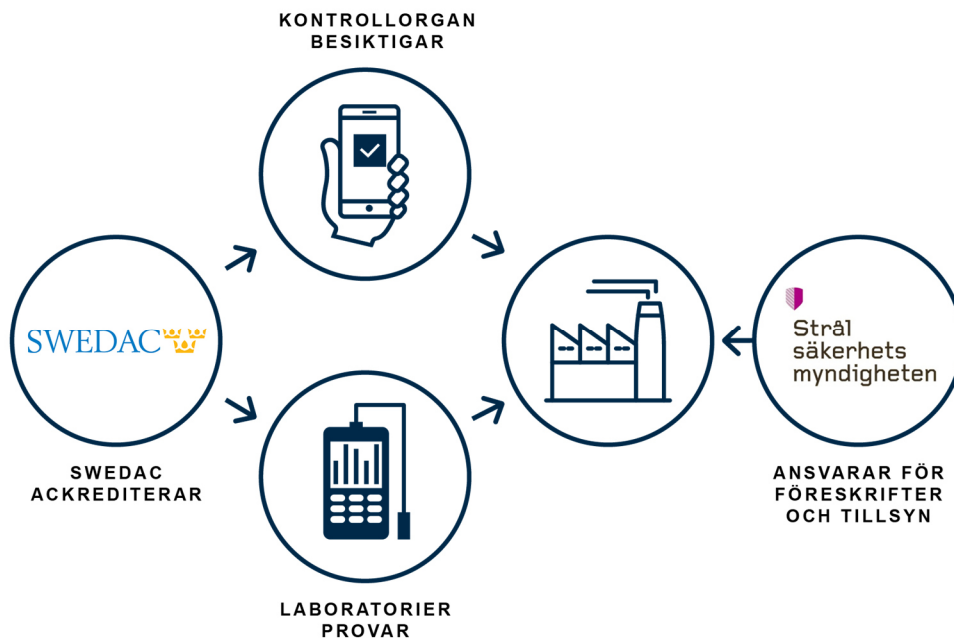 KONTROLLORGAN
BESIKTIGAR
SWEDAC
SWEDAC
ACKREDITERAR
LABORATORIER
PROVAR
Strål
säkerhets
myndigheten
ANSVARAR FÖR
FÖRESKRIFTER
OCH TILLSYN